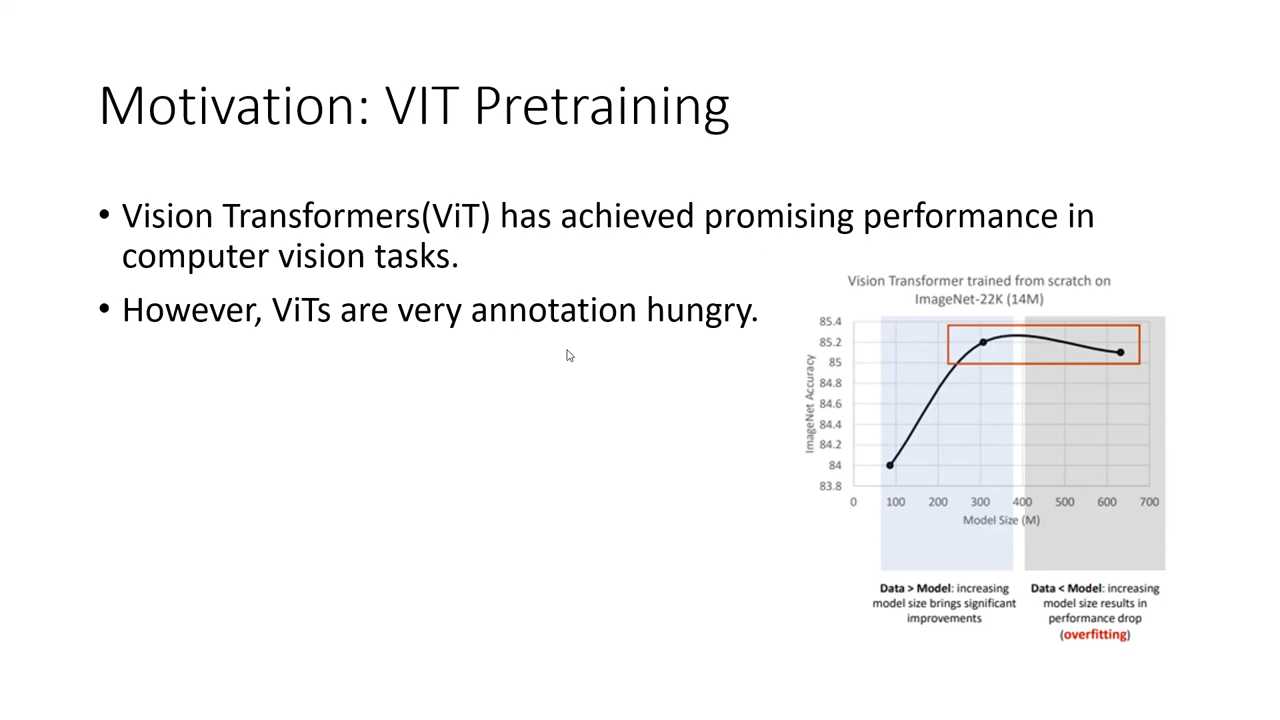 Motivation: VIT Pretraining
• Vision Transformers(ViT) has achieved promising performance in
computer vision tasks.
• However, ViTs are very annotation hungry.
Vision Transformer trained from scratch on
ImageNet-22K (14M)
85.4
85.2
85
84.8
84.6
84.4
84.2
84
83.8
ImageNet Accuracy
0 100 200 300 400 500 600 700
Model Size (M)
Data > Model: increasing
model size brings significant
improvements
Data < Model: increasing
model size results in
performance drop
(overfitting)